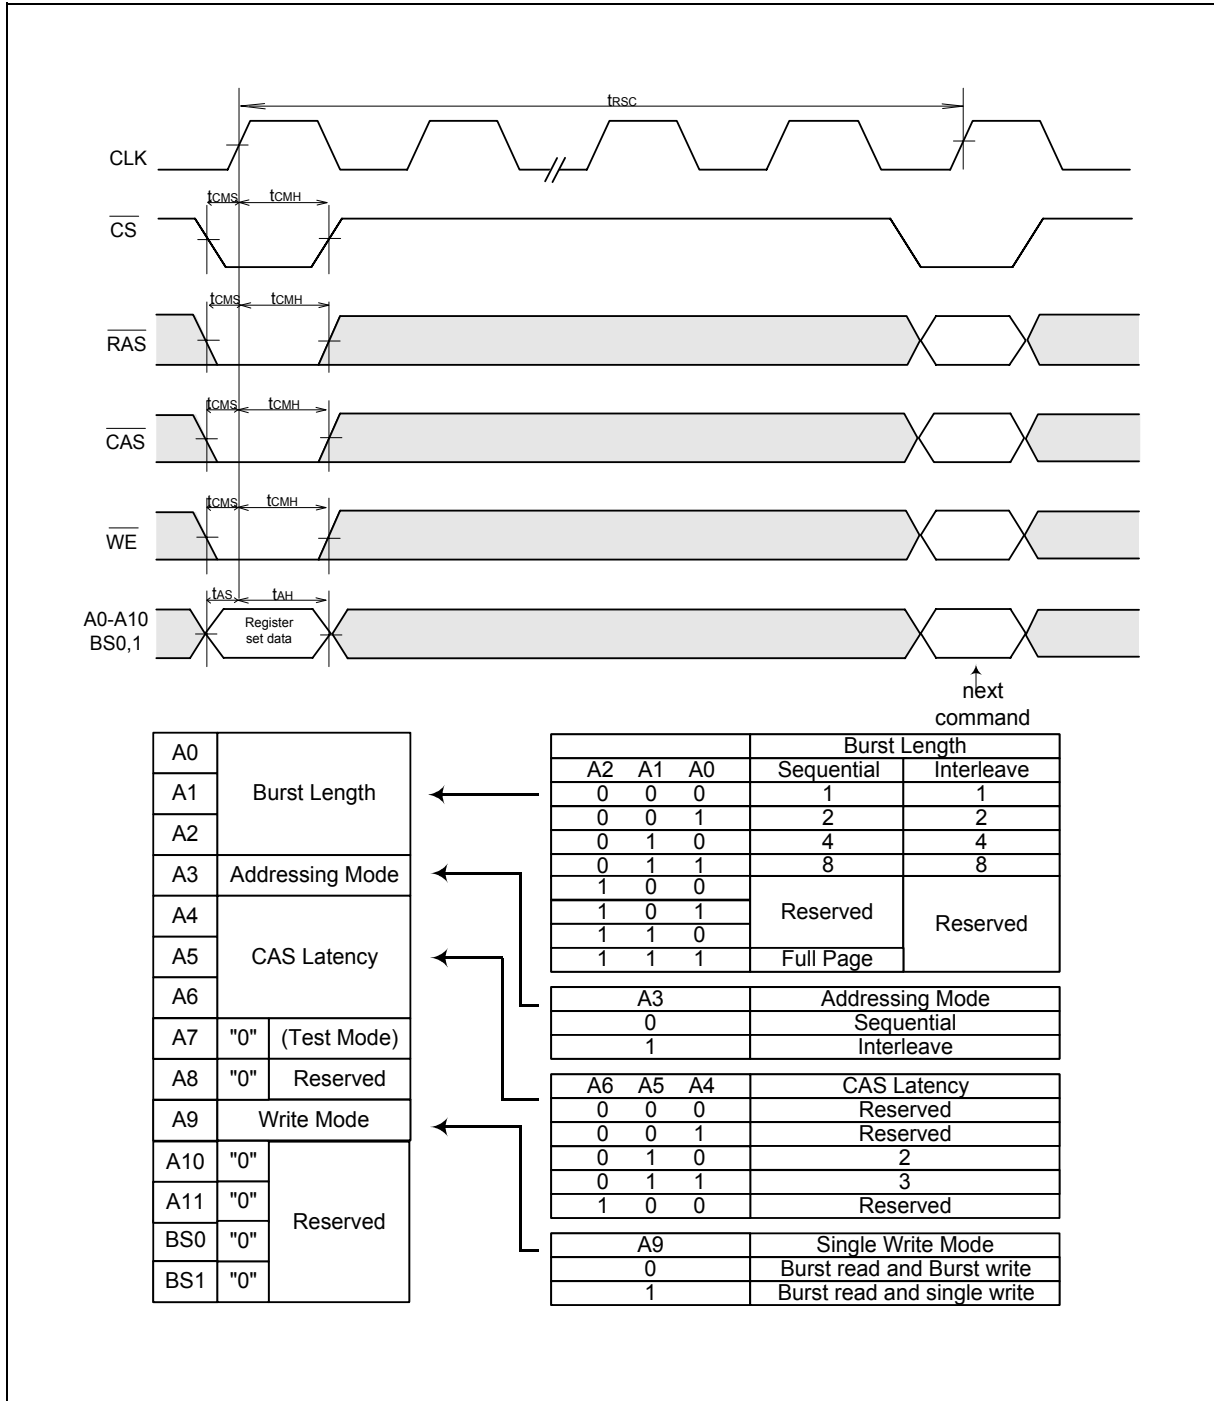 tRSC
CLK
tCMS tCMH
CS
tCMS tCMH
RAS
tCMS tCMH
CAS
tCMS tCMH
WE
tAS tAH
A0-A10
BS0,1
Register
set data
next
command
A0
A1 Burst Length
A2
A3 Addressing Mode
A4
A5 CAS Latency
A6
A7 "0" (Test Mode)
A8 "0" Reserved
A9 Write Mode
A10 "0"
A11 "0"
Reserved
BS0 "0"
BS1 "0"
Burst Length
A2 A1 A0 Sequential Interleave
0 0 0 1 1
0 0 1 2 2
0 1 0 4 4
0 1 1 8 8
1 0 0
1 0 1 Reserved Reserved
1 1 0
1 1 1 Full Page
A3 Addressing Mode
0 Sequential
1 Interleave
A6 A5 A4 CAS Latency
0 0 0 Reserved
0 0 1 Reserved
0 1 0 2
0 1 1 3
1 0 0 Reserved
A9 Single Write Mode
0 Burst read and Burst write
1 Burst read and single write